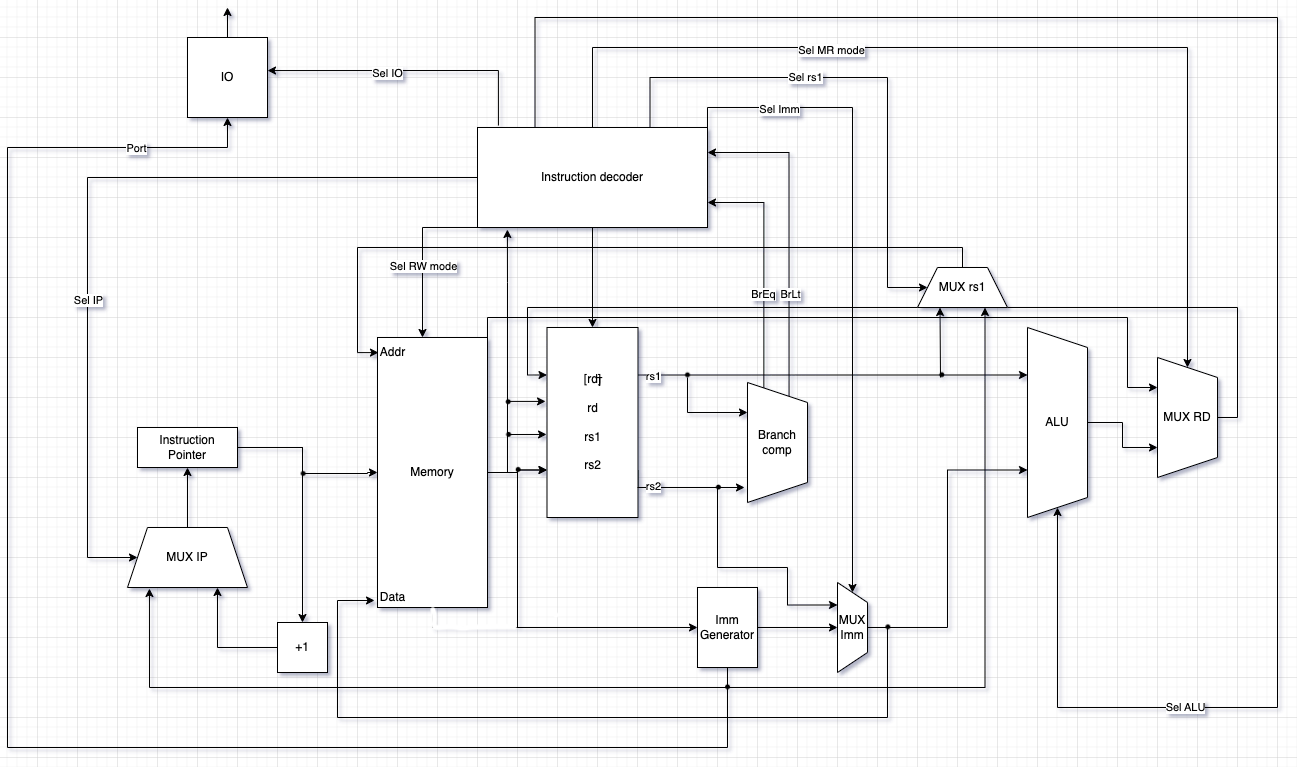 Sel MR mode
IO
Sel IO
Sel rs1
Sel Imm
Port
Instruction decoder
Sel RW mode
MUX rs1
Sel IP
BrEq
BrLt
Addr
[rd]
rs1
rd
MUX RD
ALU
rs1
Branch
comp
Instruction
Pointer
Memory
rs2
rs2
MUX IP
Data
Imm
Generator
MUX
Imm
+1
Sel ALU